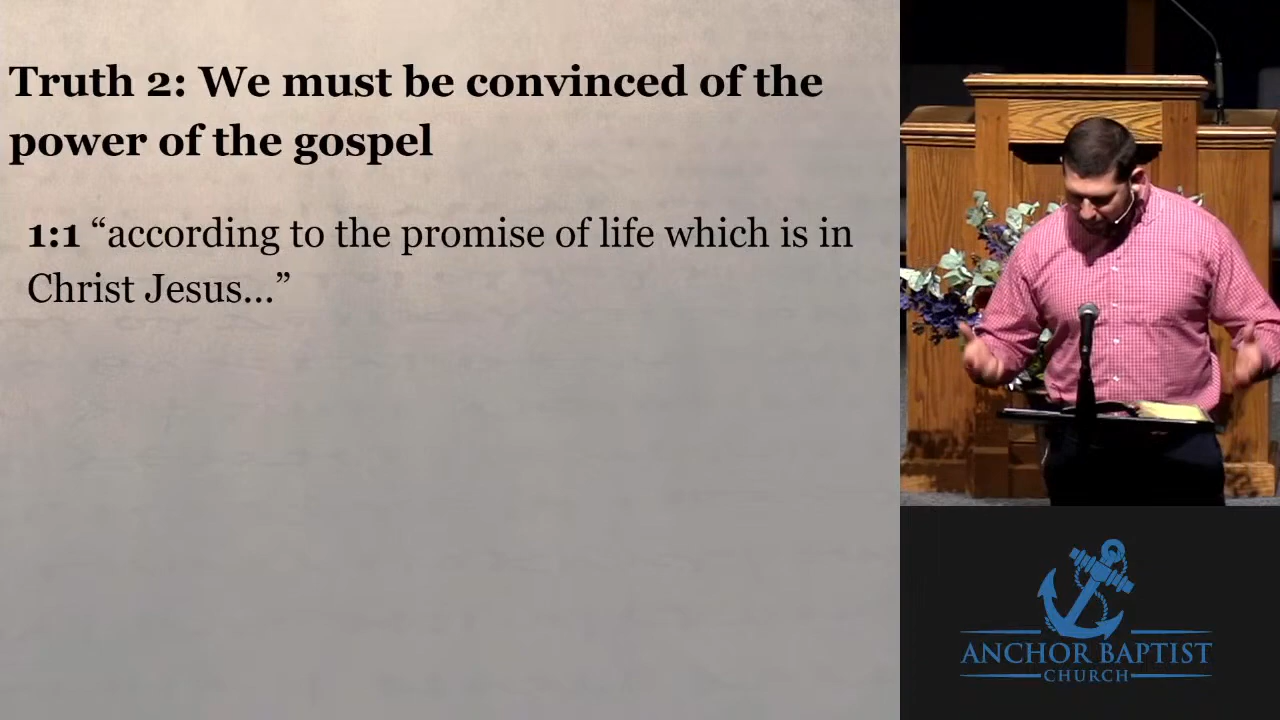 Truth 2: We must be convinced of the
power of the gospel
1:1 “according to the promise of life which is in
Christ Jesus...”
ANCHOR BAPTIST
CHURCH